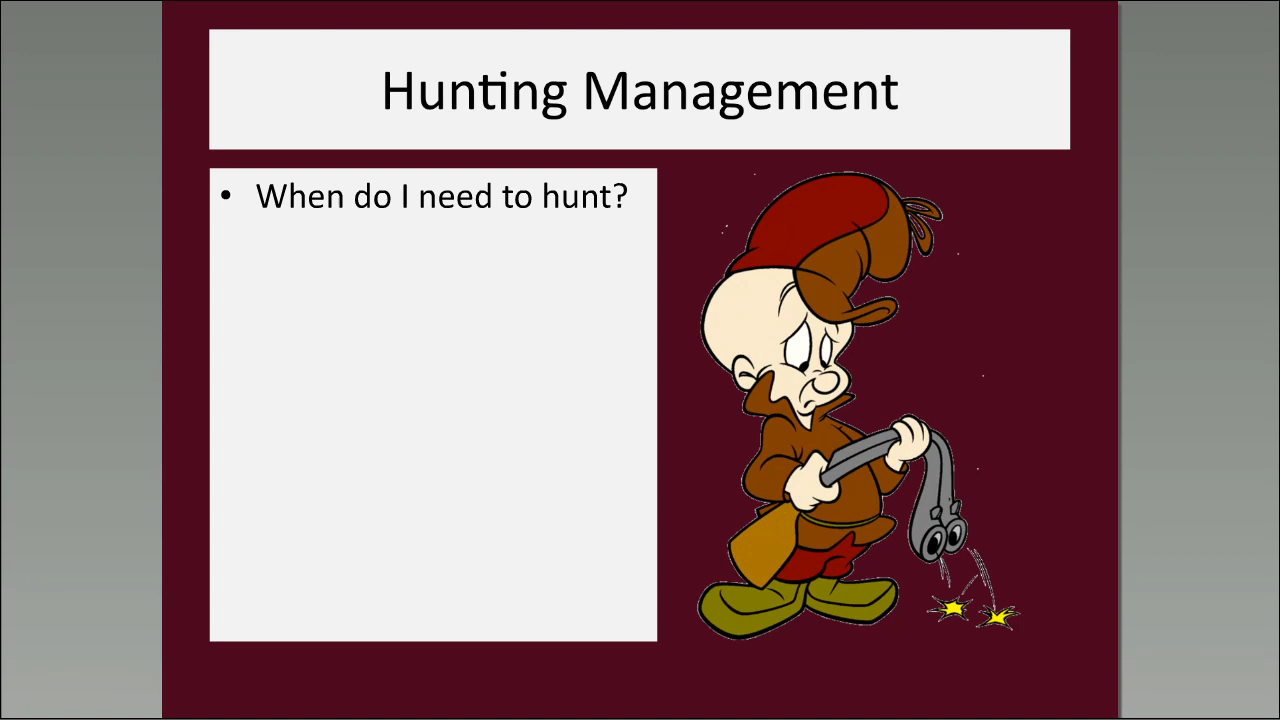 Hunting Management
• When do I need to hunt?